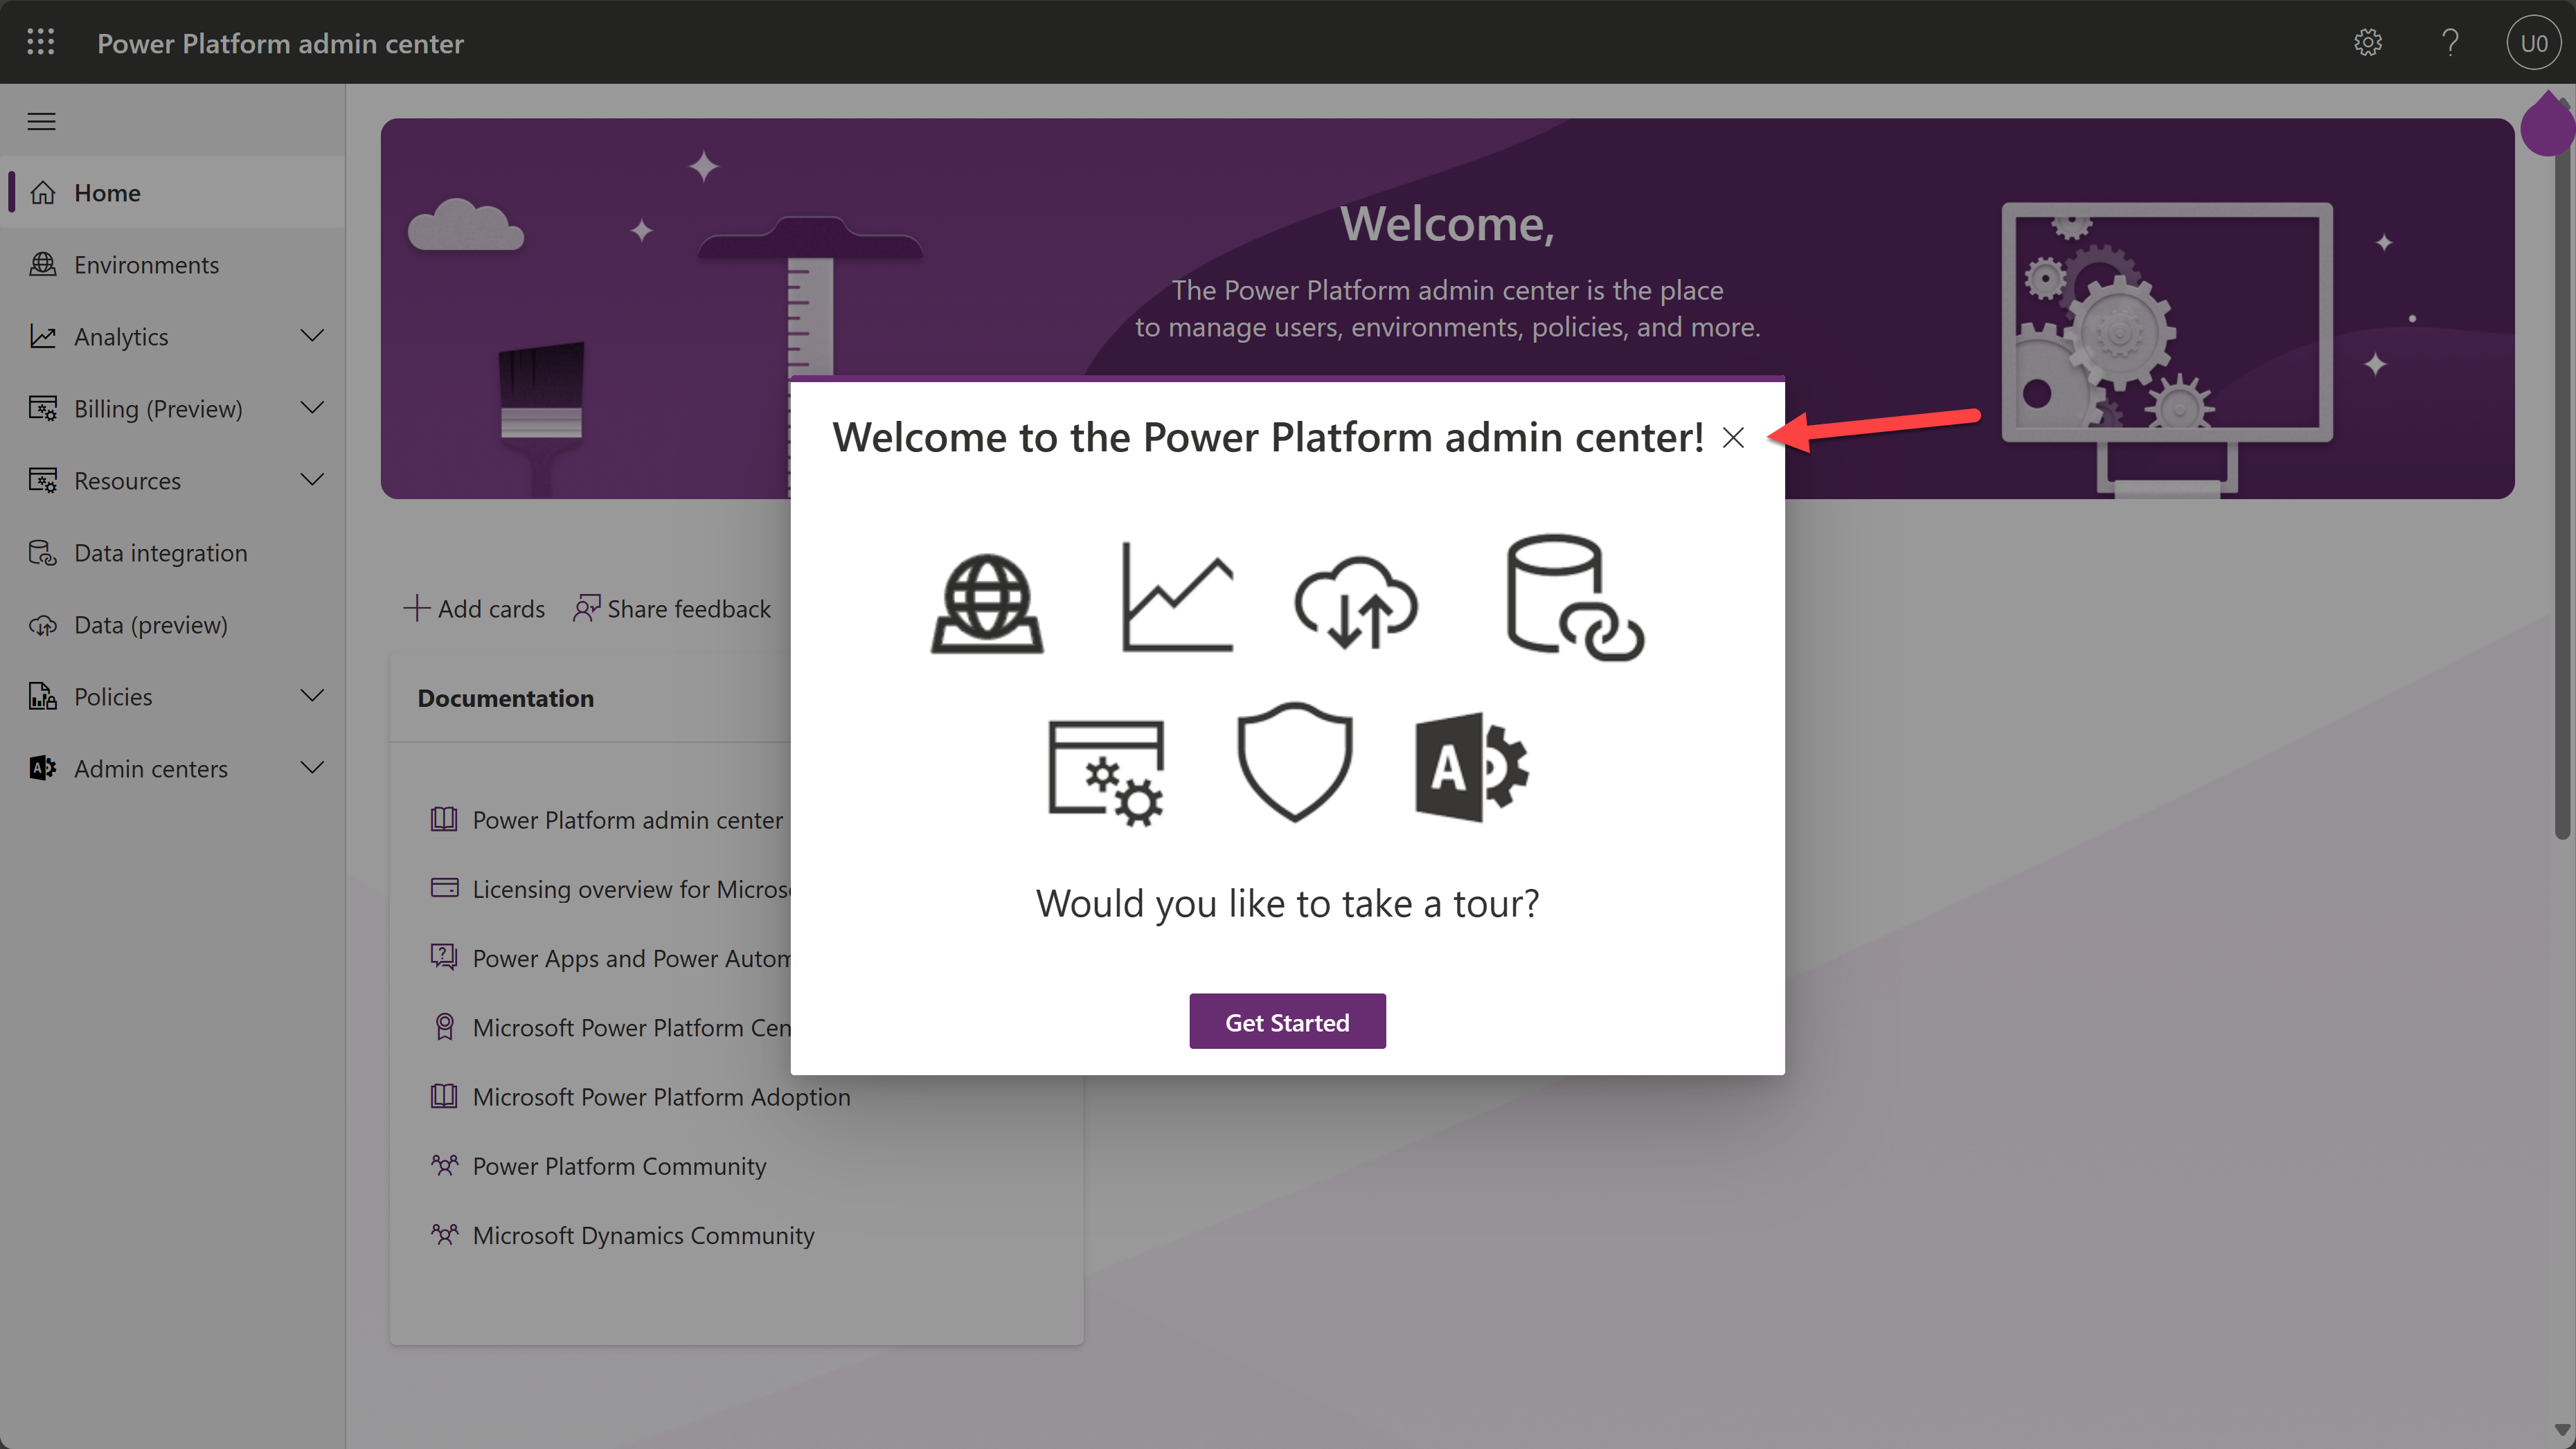 Power Platform admin center
U0
Home
Environments
Analytics
Billing (Preview)
Resources
Data integration
Data (preview)
Policies
Admin centers
Welcome,
The Power Platform admin center is the place
to manage users, environments, policies, and more.
Add cards
Share feedback
Documentation
Power Platform admin center
Licensing overview for Micros
Power Apps and Power Autom
Microsoft Power Platform Cen
Microsoft Power Platform Adoption
Power Platform Community
Microsoft Dynamics Community
Welcome to the Power Platform admin center!
Would you like to take a tour?
Get Started